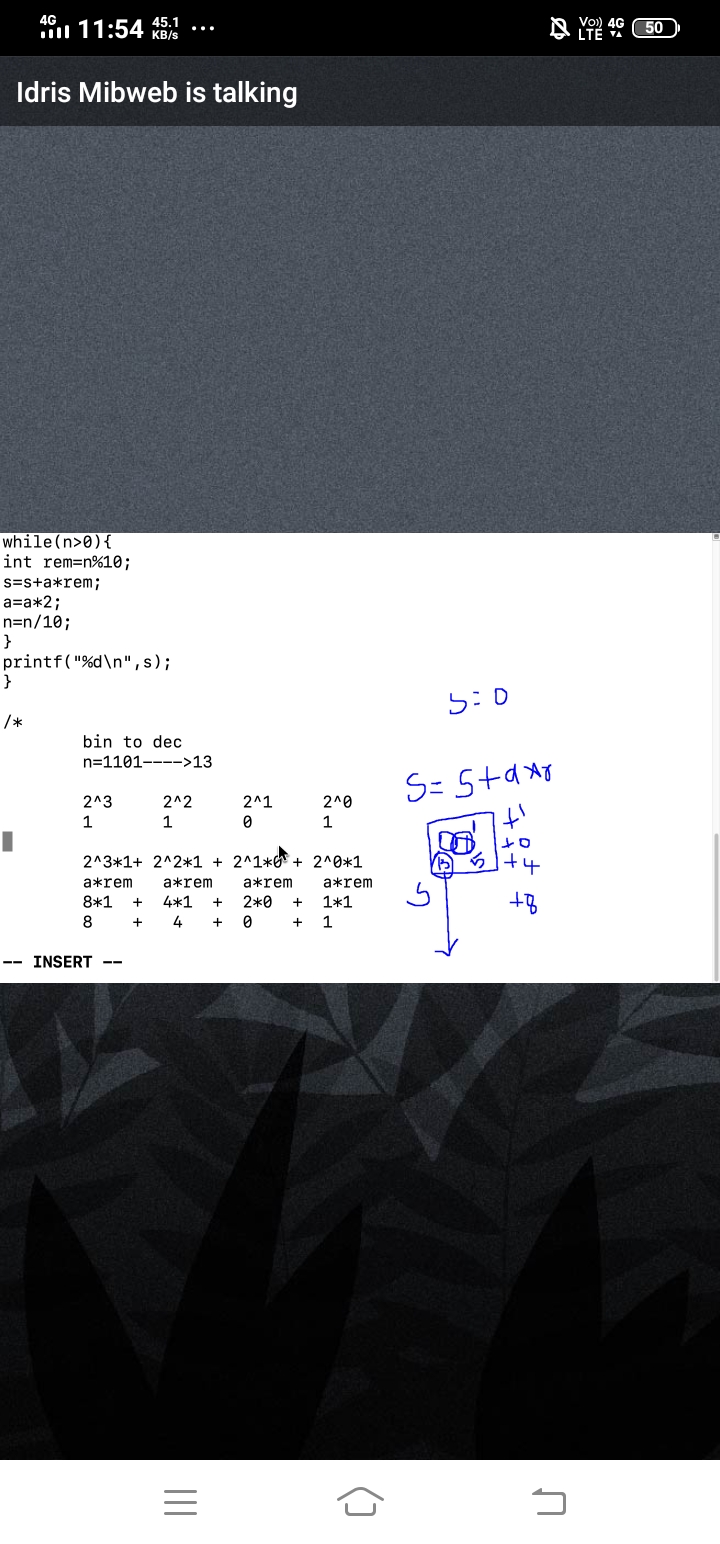 4G 11:54 45.1 KB/s ... Vo)) LTE 4G 50
Idris Mibweb is talking
while(n>0){
int rem=n%10;
s=s+a*rem;
a=a*2;
n=n/10;
}
printf("%d\n",s);
}
s=0
/*
bin to dec
n=1101---->13
S=S+a*r
2^3 2^2 2^1 2^0
1 1 0 1
+1
+0
2^3*1+ 2^2*1 + 2^1*0 + 2^0*1
+4
a*rem a*rem a*rem a*rem
8*1 + 4*1 + 2*0 + 1*1
S +8
8 + 4 + 0 + 1
1
13 5
-- INSERT --